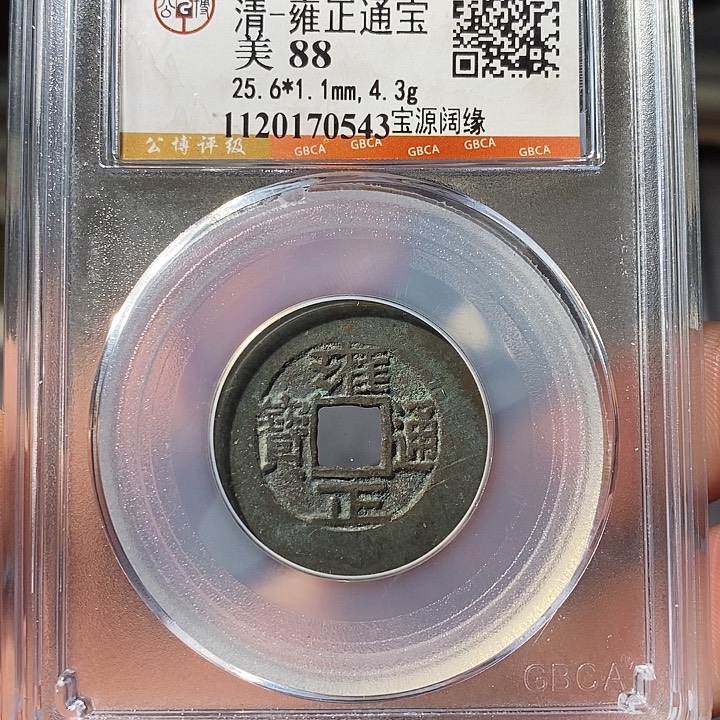 公博
清-雍正通宝
美 88
25.6*1.1mm,4.3g
1120170543宝源阔缘
公博评级 GBCA GBCA GBCA GBCA GBCA
雍
寶 通
正
GBCA